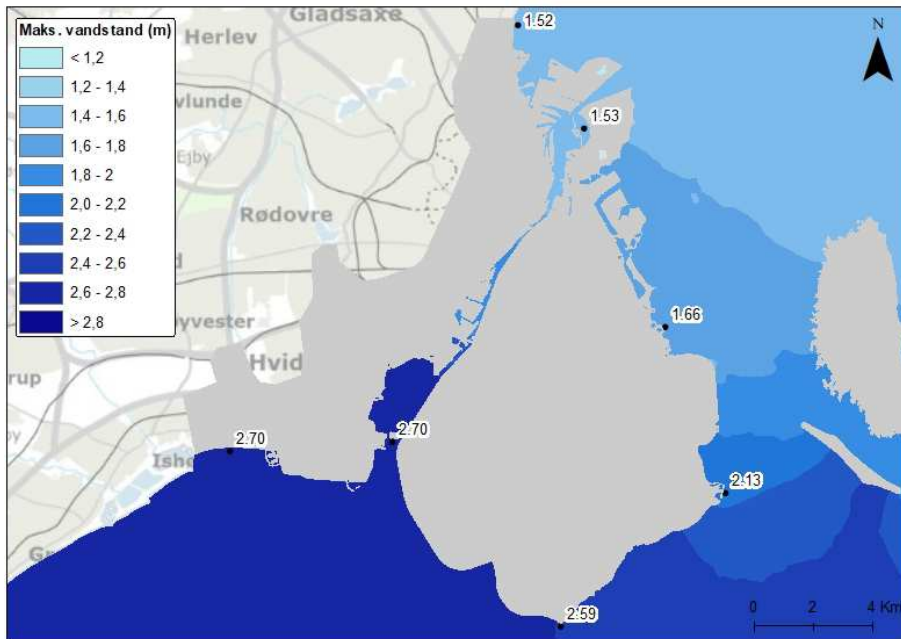 Maks. vandstand (m)
< 1,2
1,2 - 1,4
1,4 - 1,6
1,6 - 1,8
1,8 - 2
2,0 - 2,2
2,2 - 2,4
2,4 - 2,6
2,6 - 2,8
> 2,8
Gladsaxe
Herlev
vlunde
Ejby
Rødovre
yvester
Hvid
rup
Ish
Gr
N
1.52
1.53
1.66
2.70
2.70
2.13
2.59
0 2 4 Km